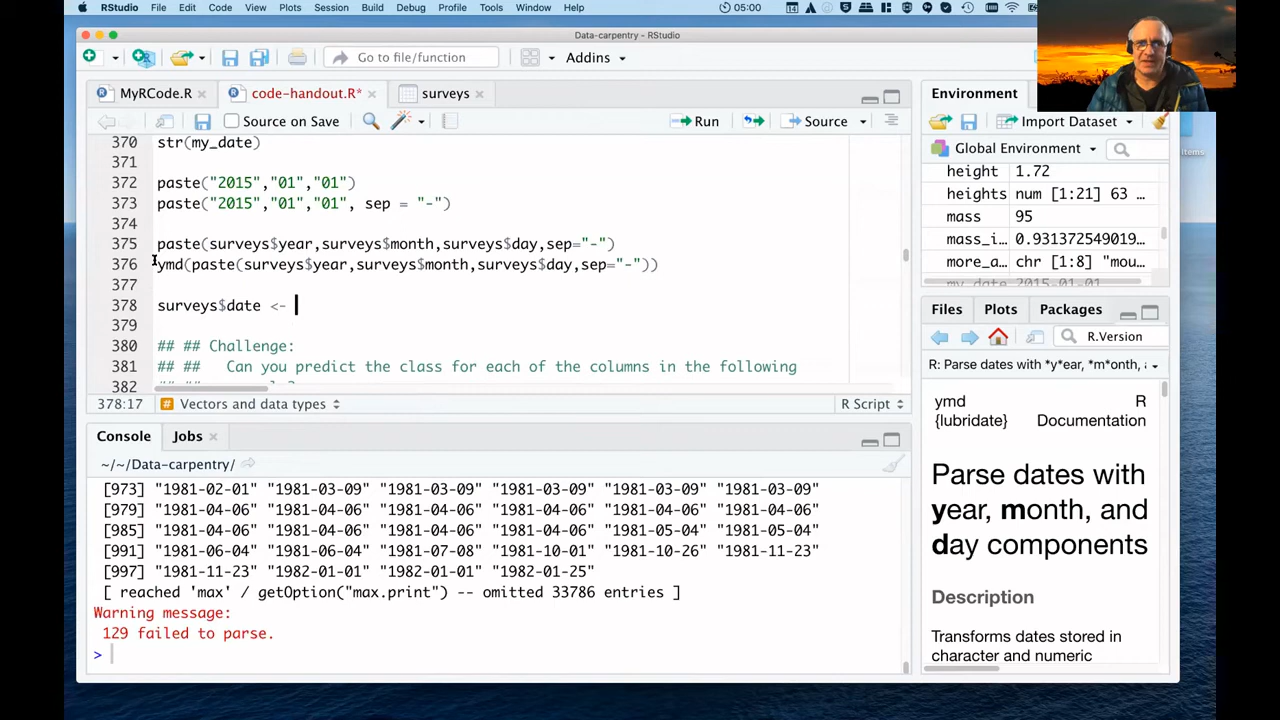 RStudio File Edit Code View Plots Session Build Debug Profile Tools Window Help 05:00
Data-carpentry - RStudio
Go to file/function Addins
MyRCode.R code-handout.R* surveys
Source on Save Run Source
370 str(my_date)
371
372 paste("2015","01","01")
373 paste("2015","01","01", sep = "-")
374
375 paste(surveys$year,surveys$month,surveys$day,sep="-")
376 ymd(paste(surveys$year,surveys$month,surveys$day,sep="-"))
377
378 surveys$date <-
379
380 ## ## Challenge:
381 ## ## Can you predict the class for each of the columns in the following
382 ## ##
378:17 Vectors and data types R Script
Console Jobs
~/~/Data-carpentry/
[973] "1981-02-01" "1981-03-09" "1981-03-09" "1981-03-09" "1981-03-09" "1981-03-09"
[979] "1981-04-06" "1981-04-06" "1981-04-06" "1981-04-06" "1981-04-06" "1981-04-06"
[985] "1981-04-06" "1981-04-06" "1981-04-06" "1981-04-04" "1981-04-04" "1981-04-04"
[991] "1981-06-04" "1981-06-04" "1981-07-08" "1981-10-01" "1981-10-26" "1981-11-23"
[997] "1981-11-23" "1982-01-01" "1982-01-01" "1982-01-25"
[ reached 'max' / getOption("max.print") -- omitted 33786 entries ]
Warning message:
 129 failed to parse.
>
Environment
Import Dataset
Global Environment
height 1.72
heights num [1:21] 63 ...
mass 95
mass_i… 0.931372549019…
more_a… chr [1:8] "mou…
my_date 2015-01-01
Files Plots Packages
R.Version
R: Parse dates with *y*ear, *m*onth,
ymd R
{lubridate} Documentation
Parse dates with
year, month, and
day components
Description
Transforms dates stored in
character and numeric
items